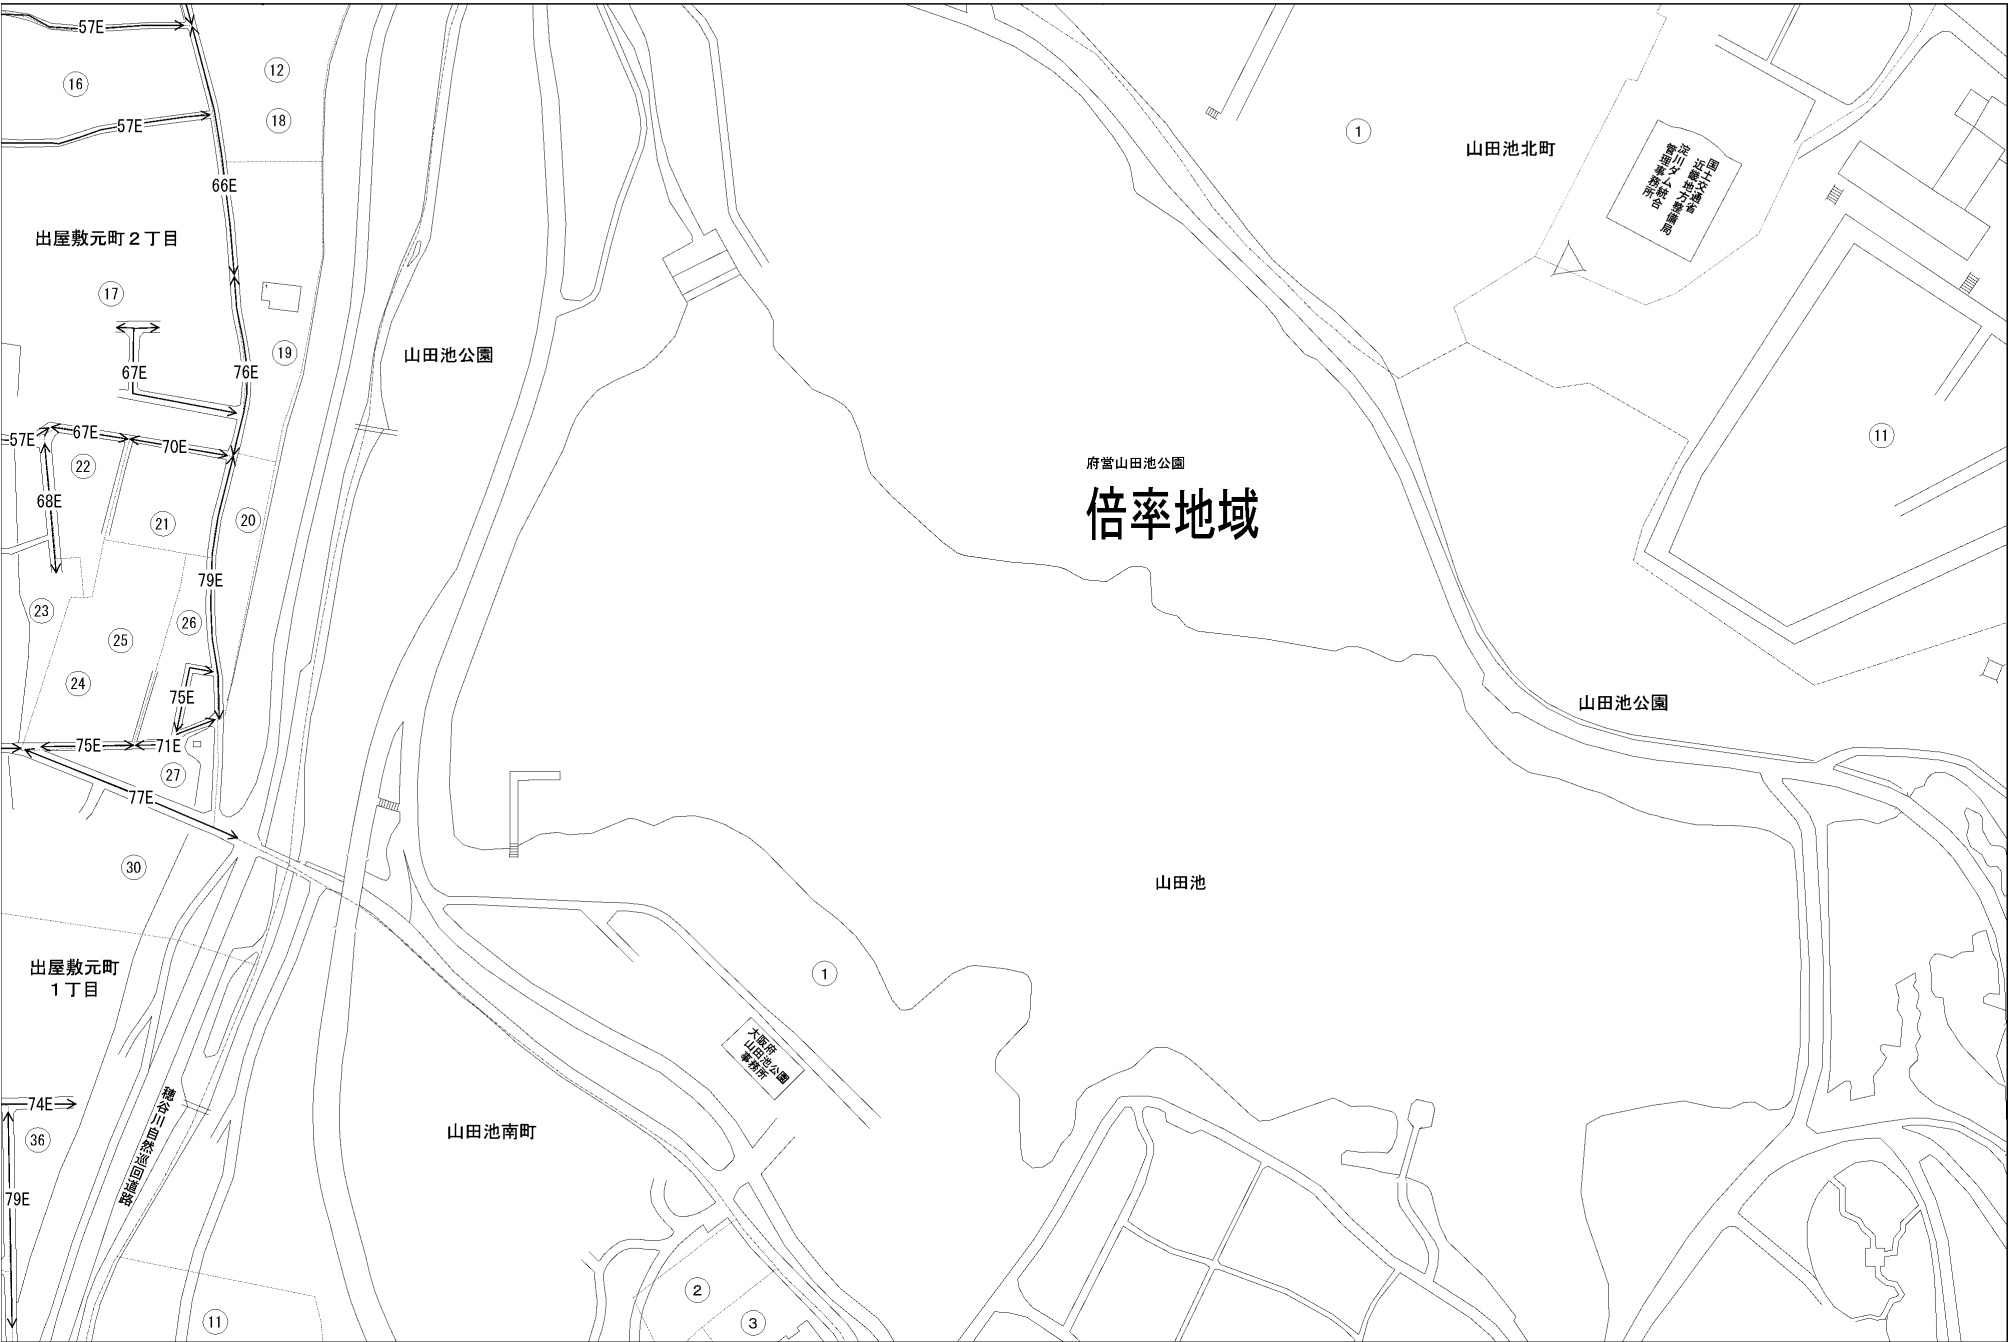 57E
16
12
57E
18
1
山田池北町
国土交通省
近畿地方整備局
淀川ダム統合
管理事務所
66E
出屋敷元町２丁目
17
19
山田池公園
67E
76E
57E
67E
70E
22
11
府営山田池公園
倍率地域
68E
21
20
79E
23
26
25
24
75E
山田池公園
75E
71E
27
77E
30
山田池
出屋敷元町
１丁目
1
大阪府
山田池公園
事務所
74E
穂谷川自然巡回道路
36
山田池南町
79E
2
11
3